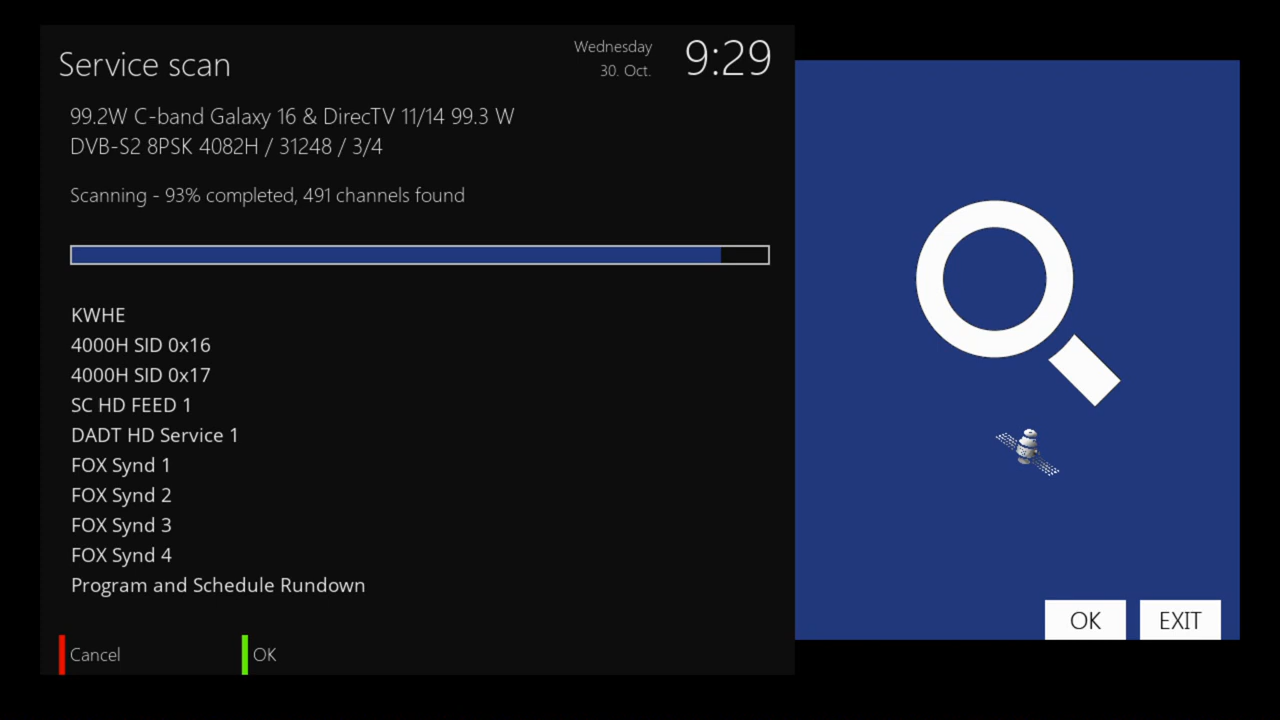 Service scan
Wednesday
30. Oct.
9:29
99.2W C-band Galaxy 16 & DirecTV 11/14 99.3 W
DVB-S2 8PSK 4082H / 31248 / 3/4
Scanning - 93% completed, 491 channels found
KWHE
4000H SID 0x16
4000H SID 0x17
SC HD FEED 1
DADT HD Service 1
FOX Synd 1
FOX Synd 2
FOX Synd 3
FOX Synd 4
Program and Schedule Rundown
Cancel
OK
OK
EXIT